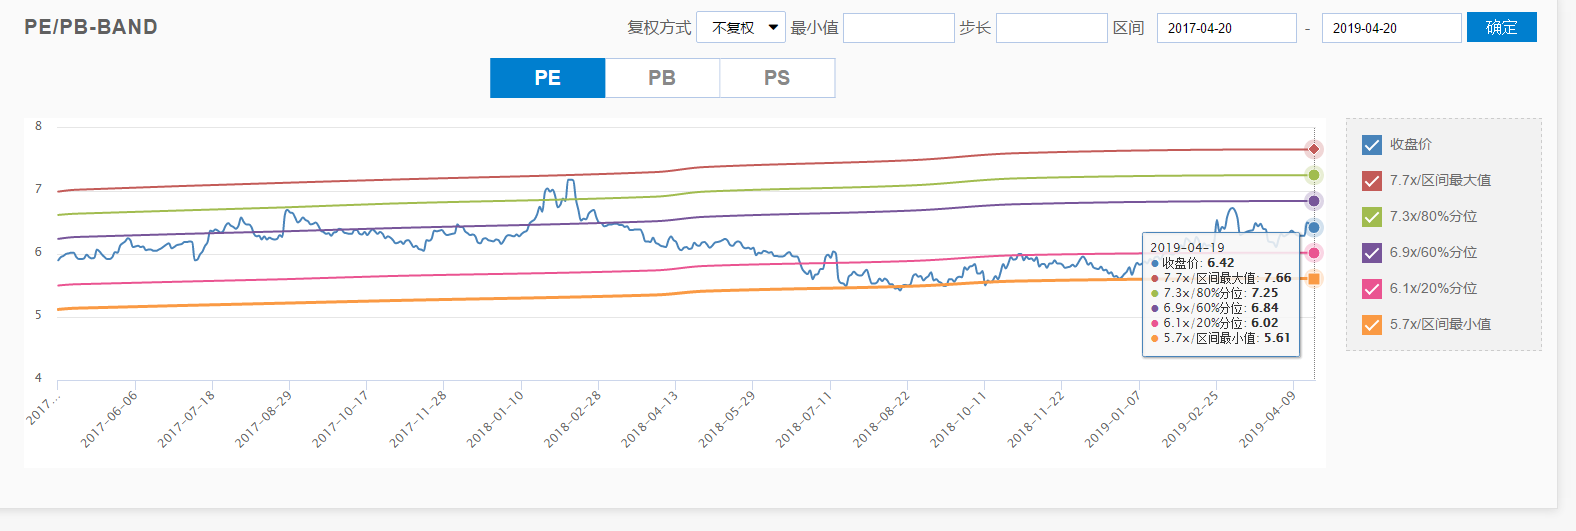 PE/PB-BAND
复权方式 不复权 最小值 步长 区间 2017-04-20 - 2019-04-20 确定
PE PB PS
8
7
6
5
4
2017...
2017-06-06
2017-07-18
2017-08-29
2017-10-17
2017-11-28
2018-01-10
2018-02-28
2018-04-13
2018-05-29
2018-07-11
2018-08-22
2018-10-11
2018-11-22
2019-01-07
2019-02-25
2019-04-09
2019-04-19
收盘价: 6.42
7.7x/区间最大值: 7.66
7.3x/80%分位: 7.25
6.9x/60%分位: 6.84
6.1x/20%分位: 6.02
5.7x/区间最小值: 5.61
收盘价
7.7x/区间最大值
7.3x/80%分位
6.9x/60%分位
6.1x/20%分位
5.7x/区间最小值